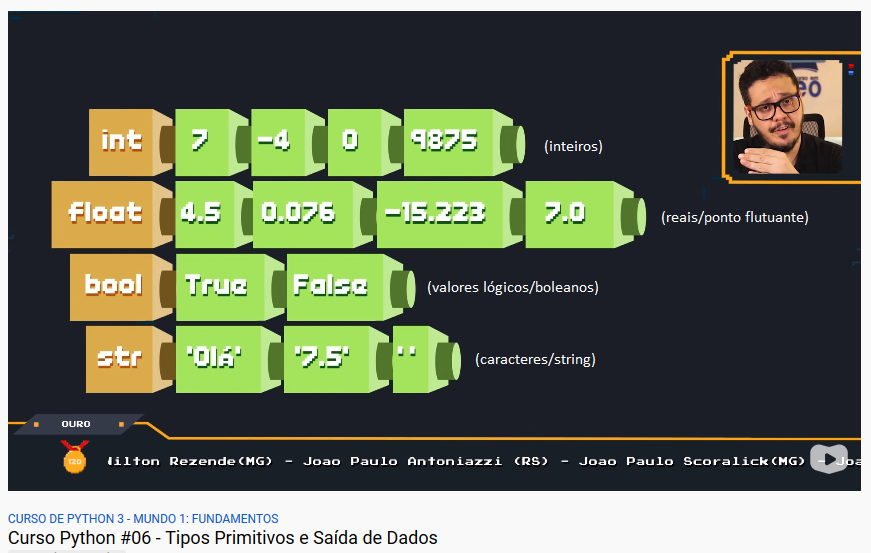 int 7 -4 0 9875 (inteiros)
float 4.5 0.076 -15.223 7.0 (reais/ponto flutuante)
bool True False (valores lógicos/boleanos)
str 'Olá' '7.5' ' ' (caracteres/string)
OURO
120
Nilton Rezende(MG) - Joao Paulo Antoniazzi (RS) - Joao Paulo Scoralick(MG) - Joa
CURSO DE PYTHON 3 - MUNDO 1: FUNDAMENTOS
Curso Python #06 - Tipos Primitivos e Saída de Dados